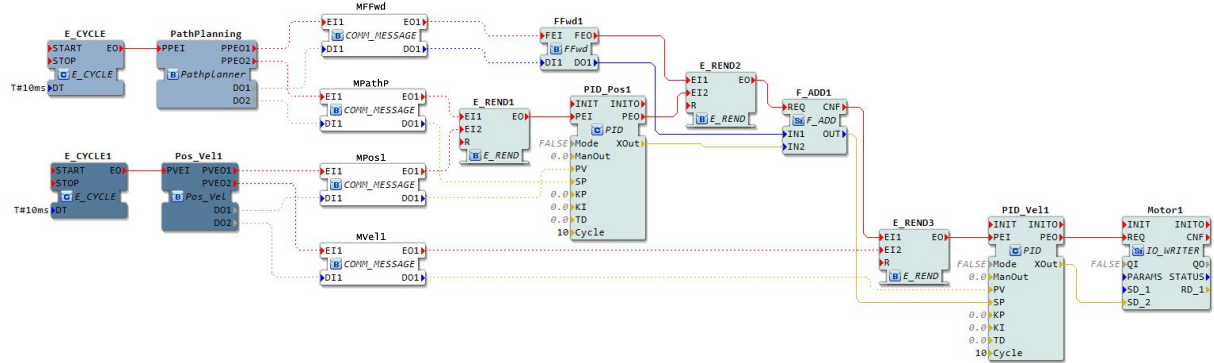 E_CYCLE
START EO
STOP
E_CYCLE
T#10ms DT
PathPlanning
PPEI PPEO1
PPEO2
Pathplanner
DO1
DO2
MFFwd
EI1 EO1
COMM_MESSAGE
DI1 DO1
FFwd1
FEI FEO
FFwd
DI1 DO1
MPathP
EI1 EO1
COMM_MESSAGE
DI1 DO1
E_REND1
EI1 EO
EI2
R
E_REND
PID_Pos1
INIT INITO
PEI PEO
PID
FALSE Mode XOut
0.0 ManOut
PV
SP
0.0 KP
0.0 KI
0.0 TD
10 Cycle
E_REND2
EI1 EO
EI2
R
E_REND
F_ADD1
REQ CNF
F_ADD
IN1 OUT
IN2
E_CYCLE1
START EO
STOP
E_CYCLE
T#10ms DT
Pos_Vel1
PVEI PVEO1
PVEO2
Pos_Vel
DO1
DO2
MPosl
EI1 EO1
COMM_MESSAGE
DI1 DO1
MVell
EI1 EO1
COMM_MESSAGE
DI1 DO1
E_REND3
EI1 EO
EI2
R
E_REND
PID_Vel1
INIT INITO
PEI PEO
PID
FALSE Mode XOut
0.0 ManOut
PV
SP
0.0 KP
0.0 KI
0.0 TD
10 Cycle
Motor1
INIT INITO
REQ CNF
IO_WRITER
FALSE QI QO
PARAMS STATUS
SD_1 RD_1
SD_2